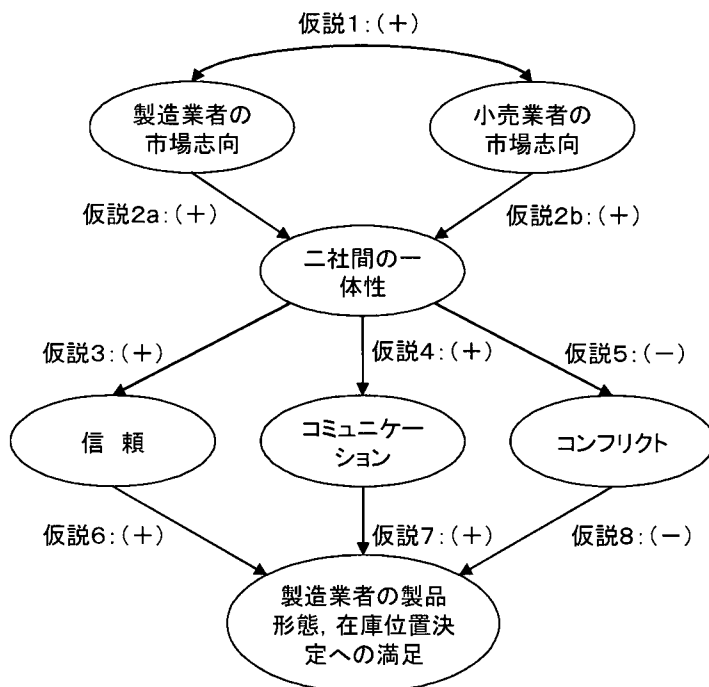 仮説1:(+)
製造業者の
市場志向
小売業者の
市場志向
仮説2a:(+)
仮説2b:(+)
二社間の一
体性
仮説3:(+)
仮説4:(+)
仮説5:(−)
信 頼
コミュニケー
ション
コンフリクト
仮説6:(+)
仮説7:(+)
仮説8:(−)
製造業者の製品
形態，在庫位置決
定への満足